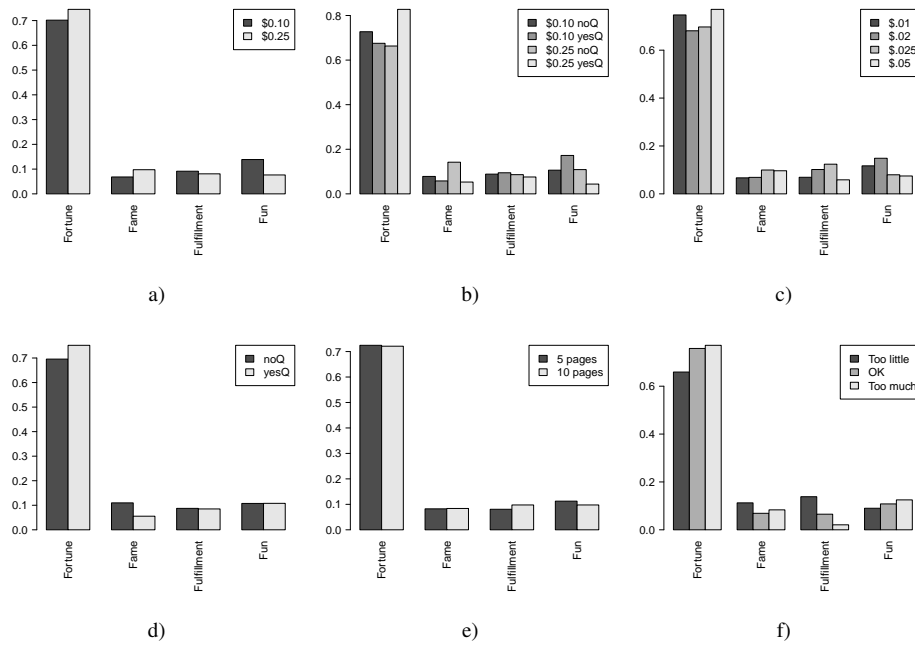 0.7
0.6
0.5
0.4
0.3
0.2
0.1
0.0
Fortune
Fame
Fulfillment
Fun
$0.10
$0.25
a)
0.8
0.6
0.4
0.2
0.0
Fortune
Fame
Fulfillment
Fun
$0.10 noQ
$0.10 yesQ
$0.25 noQ
$0.25 yesQ
b)
0.6
0.4
0.2
0.0
Fortune
Fame
Fulfillment
Fun
$.01
$.02
$.025
$.05
c)
0.7
0.6
0.5
0.4
0.3
0.2
0.1
0.0
Fortune
Fame
Fulfillment
Fun
noQ
yesQ
d)
0.7
0.6
0.5
0.4
0.3
0.2
0.1
0.0
Fortune
Fame
Fulfillment
Fun
5 pages
10 pages
e)
0.6
0.4
0.2
0.0
Fortune
Fame
Fulfillment
Fun
Too little
OK
Too much
f)